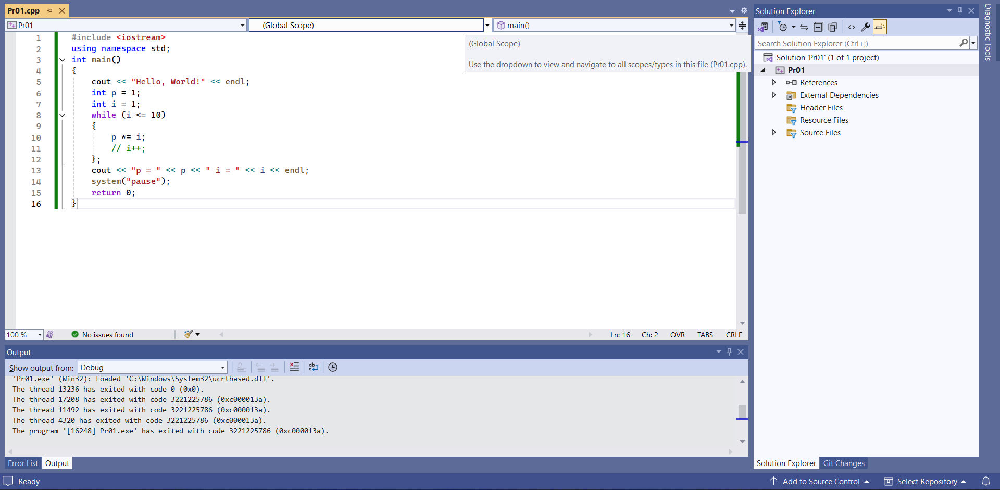 Pr01.cpp
Pr01
(Global Scope)
main()
(Global Scope)
Use the dropdown to view and navigate to all scopes/types in this file (Pr01.cpp).
1 #include <iostream>
2 using namespace std;
3 int main()
4 {
5 cout << "Hello, World!" << endl;
6 int p = 1;
7 int i = 1;
8 while (i <= 10)
9 {
10 p *= i;
11 // i++;
12 };
13 cout << "p = " << p << " i = " << i << endl;
14 system("pause");
15 return 0;
16 }
100 %
No issues found
Ln: 16 Ch: 2 OVR TABS CRLF
Output
Show output from: Debug
'Pr01.exe' (Win32): Loaded 'C:\Windows\System32\ucrtbased.dll'.
The thread 13236 has exited with code 0 (0x0).
The thread 17208 has exited with code 3221225786 (0xc000013a).
The thread 11492 has exited with code 3221225786 (0xc000013a).
The thread 4320 has exited with code 3221225786 (0xc000013a).
The program '[16248] Pr01.exe' has exited with code 3221225786 (0xc000013a).
Error List Output
Solution Explorer
Search Solution Explorer (Ctrl+;)
Solution 'Pr01' (1 of 1 project)
Pr01
References
External Dependencies
Header Files
Resource Files
Source Files
Solution Explorer Git Changes
Diagnostic Tools
Ready
Add to Source Control
Select Repository